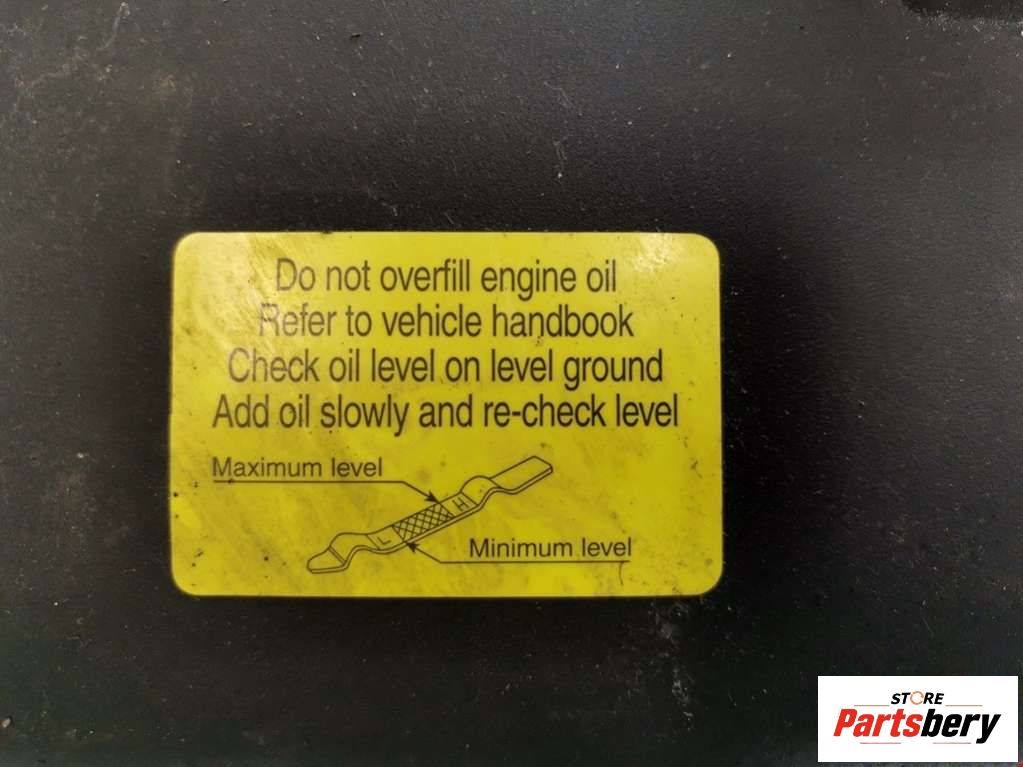 Do not overfill engine oil
Refer to vehicle handbook
Check oil level on level ground
Add oil slowly and re-check level
Maximum level
H
L
Minimum level
STORE
Partsbery